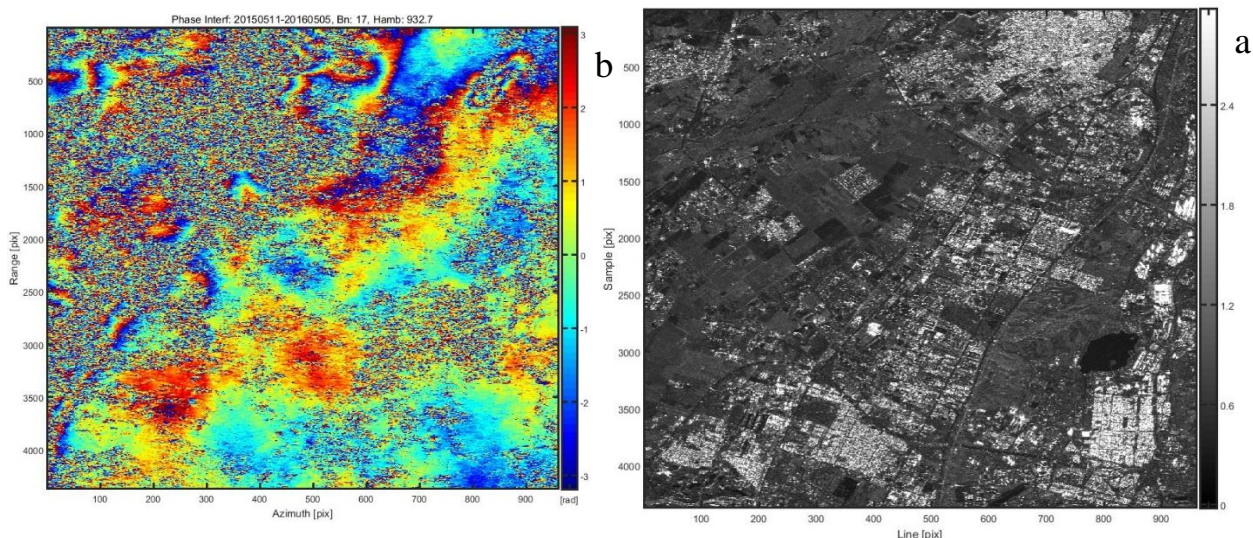 Phase Interf: 20150511-20160505, Bn: 17, Hamb: 932.7
b
a
500
1000
1500
2000
2500
3000
3500
4000
Range [pix]
100 200 300 400 500 600 700 800 900
Azimuth [pix]
3
2
1
0
-1
-2
-3
[rad]
500
1000
1500
2000
2500
3000
3500
4000
Sample [pix]
100 200 300 400 500 600 700 800 900
Line [pix]
2.4
1.8
1.2
0.6
0